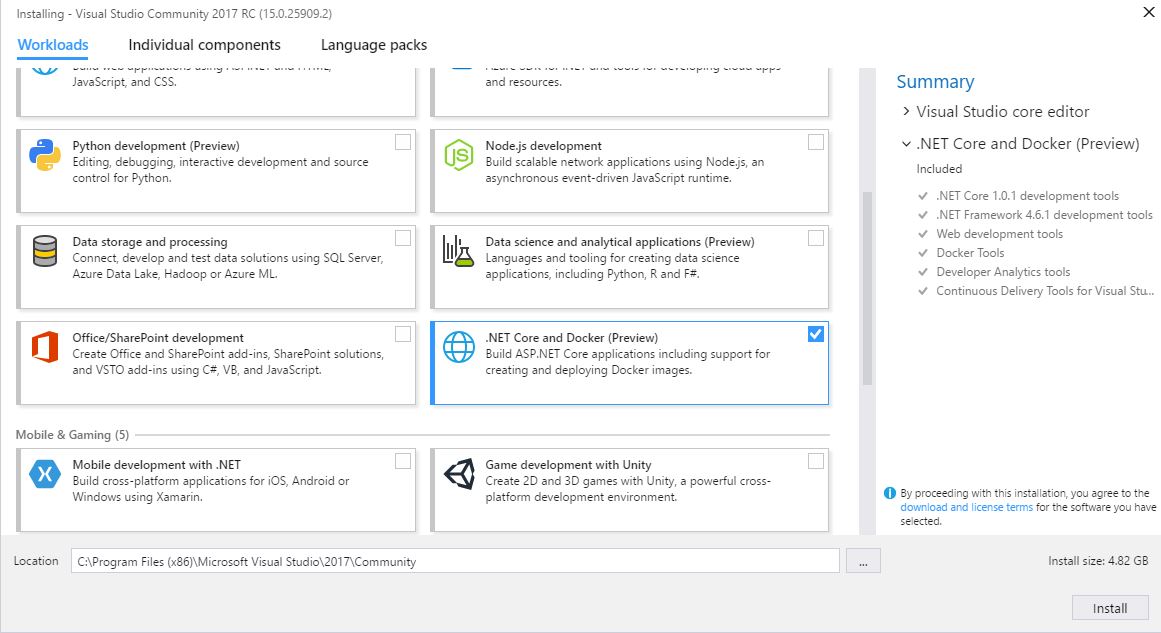 Installing - Visual Studio Community 2017 RC (15.0.25909.2)
Workloads
Individual components
Language packs
JavaScript, and CSS.
and resources.
Python development (Preview)
Editing, debugging, interactive development and source
control for Python.
Node.js development
Build scalable network applications using Node.js, an
asynchronous event-driven JavaScript runtime.
Data storage and processing
Connect, develop and test data solutions using SQL Server,
Azure Data Lake, Hadoop or Azure ML.
Data science and analytical applications (Preview)
Languages and tooling for creating data science
applications, including Python, R and F#.
Office/SharePoint development
Create Office and SharePoint add-ins, SharePoint solutions,
and VSTO add-ins using C#, VB, and JavaScript.
.NET Core and Docker (Preview)
Build ASP.NET Core applications including support for
creating and deploying Docker images.
Mobile & Gaming (5)
Mobile development with .NET
Build cross-platform applications for iOS, Android or
Windows using Xamarin.
Game development with Unity
Create 2D and 3D games with Unity, a powerful cross-
platform development environment.
Summary
Visual Studio core editor
.NET Core and Docker (Preview)
Included
.NET Core 1.0.1 development tools
.NET Framework 4.6.1 development tools
Web development tools
Docker Tools
Developer Analytics tools
Continuous Delivery Tools for Visual Stu...
By proceeding with this installation, you agree to the
download and license terms for the software you have
selected.
Location
C:\Program Files (x86)\Microsoft Visual Studio\2017\Community
...
Install size: 4.82 GB
Install